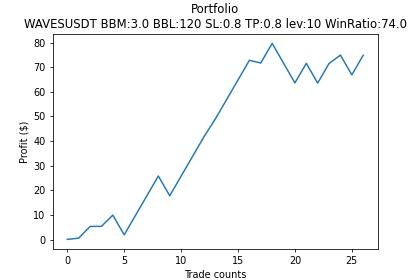 Portfolio
WAVESUSDT BBM:3.0 BBL:120 SL:0.8 TP:0.8 lev:10 WinRatio:74.0
80
70
60
50
40
30
20
10
0
Profit ($)
0 5 10 15 20 25
Trade counts